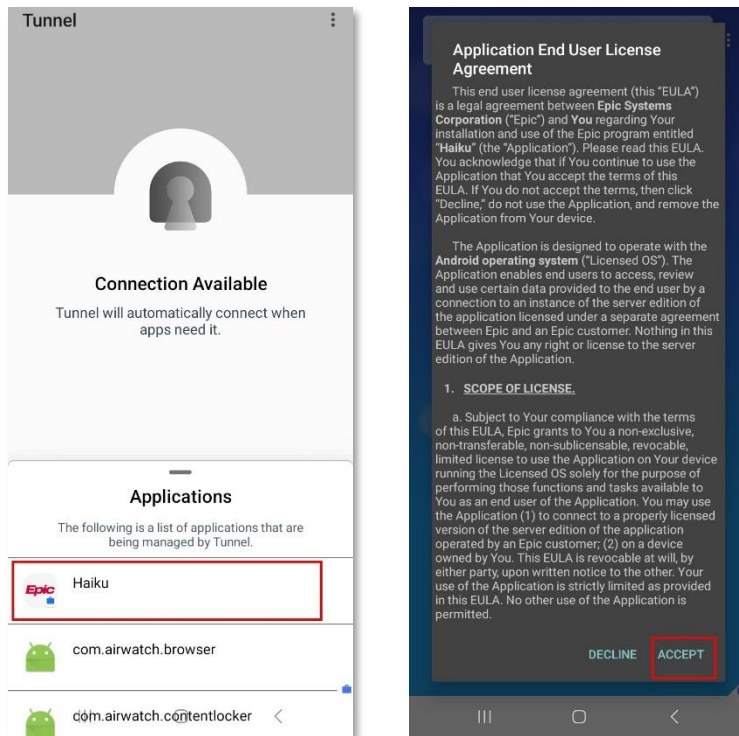 Tunnel
Connection Available
Tunnel will automatically connect when
apps need it.
Applications
The following is a list of applications that are
being managed by Tunnel.
Epic
Haiku
com.airwatch.browser
com.airwatch.contentlocker
Application End User License
Agreement
This end user license agreement (this “EULA”)
is a legal agreement between Epic Systems
Corporation (“Epic”) and You regarding Your
installation and use of the Epic program entitled
“Haiku” (the “Application”). Please read this EULA.
You acknowledge that if You continue to use the
Application that You accept the terms of this
EULA. If You do not accept the terms, then click
“Decline,” do not use the Application, and remove the
Application from Your device.
The Application is designed to operate with the
Android operating system (“Licensed OS”). The
Application enables end users to access, review
and use certain data provided to the end user by a
connection to an instance of the server edition of
the application licensed under a separate agreement
between Epic and an Epic customer. Nothing in this
EULA gives You any right or license to the server
edition of the Application.
1. SCOPE OF LICENSE.
a. Subject to Your compliance with the terms
of this EULA, Epic grants to You a non-exclusive,
non-transferable, non-sublicensable, revocable,
limited license to use the Application on Your device
running the Licensed OS solely for the purpose of
performing those functions and tasks available to
You as an end user of the Application. You may use
the Application (1) to connect to a properly licensed
version of the server edition of the application
operated by an Epic customer; (2) on a device
owned by You. This EULA is revocable at will, by
either party, upon written notice to the other. Your
use of the Application is strictly limited as provided
in this EULA. No other use of the Application is
permitted.
DECLINE ACCEPT